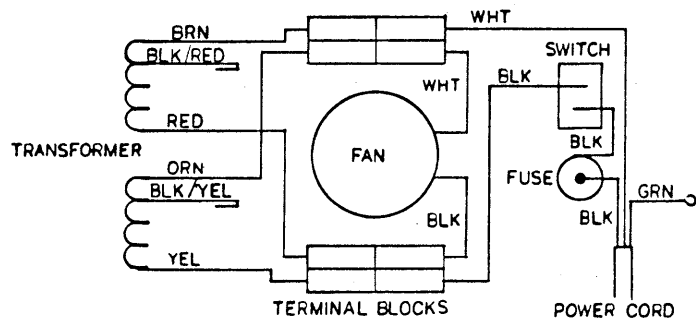 WHT
BRN
BLK/RED
SWITCH
WHT
BLK
RED
BLK
TRANSFORMER
FAN
ORN
FUSE
BLK/YEL
GRN
BLK
BLK
YEL
TERMINAL BLOCKS
POWER CORD